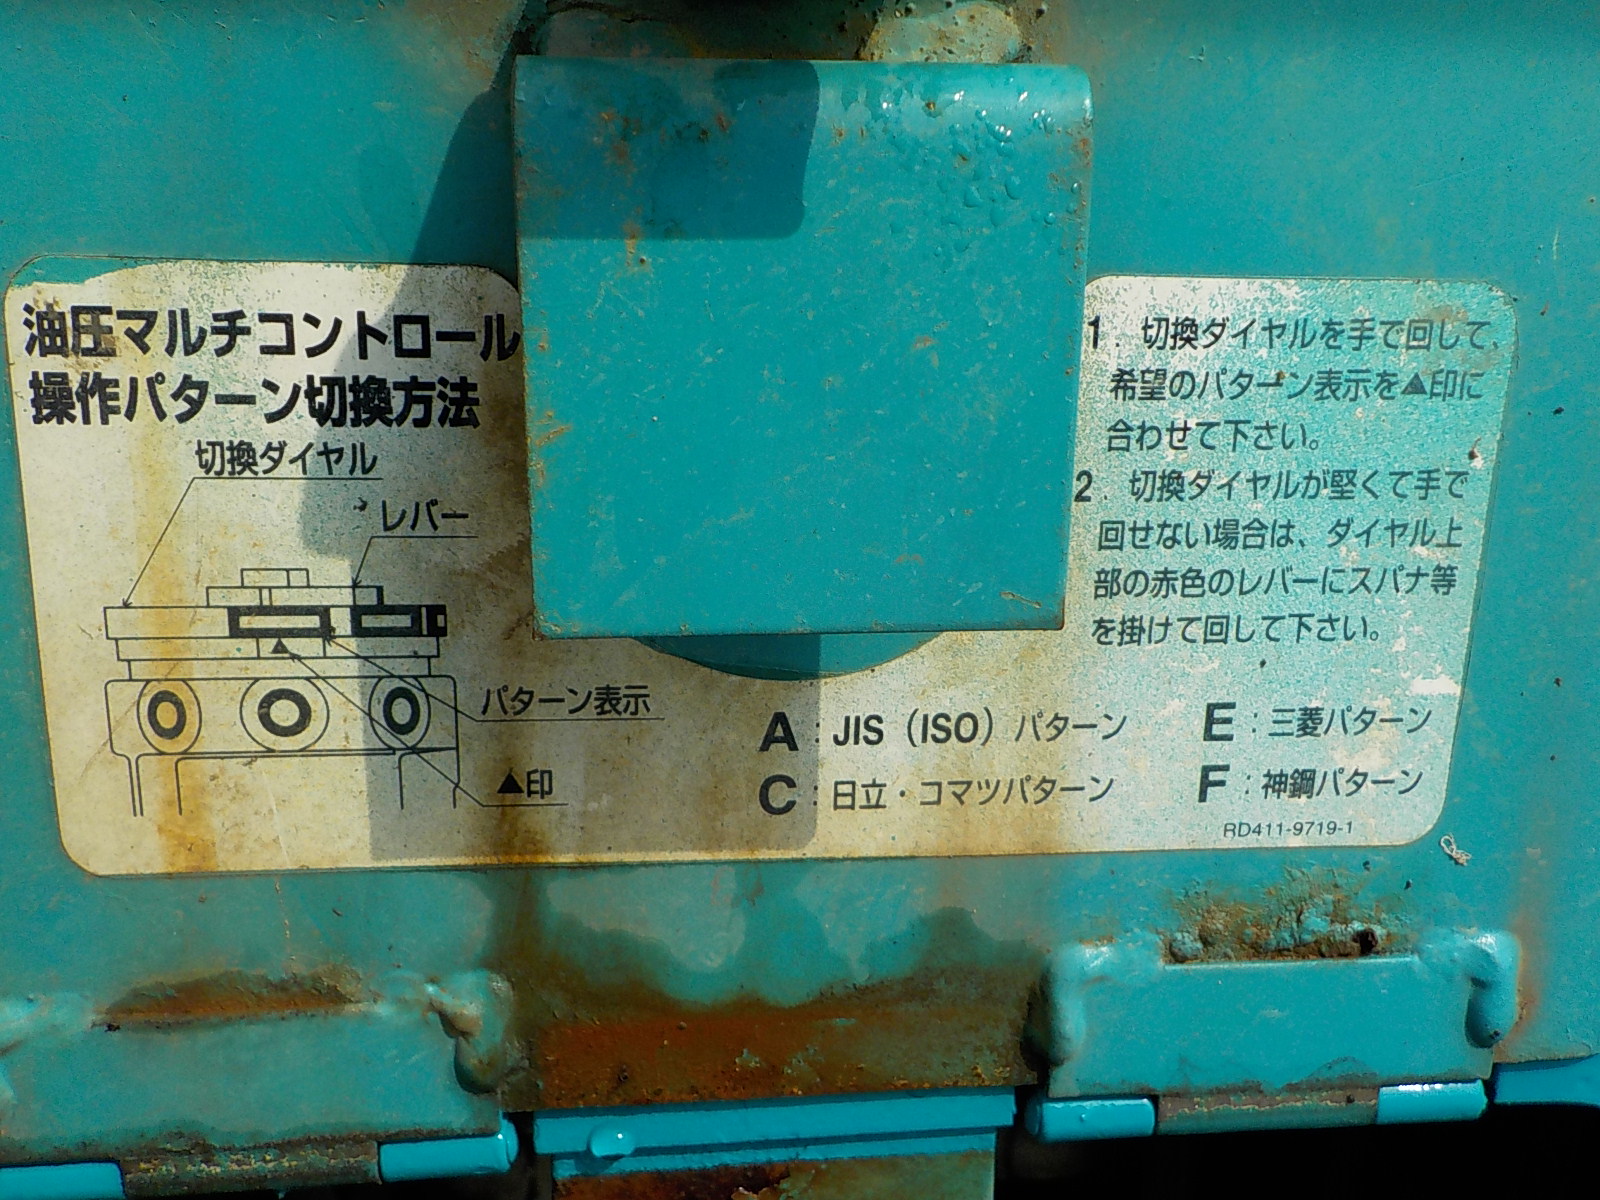 油圧マルチコントロール
操作パターン切換方法
切換ダイヤル
レバー
パターン表示
▲印
1. 切換ダイヤルを手で回して、
希望のパターン表示を▲印に
合わせて下さい。
2. 切換ダイヤルが堅くて手で
回せない場合は、ダイヤル上
部の赤色のレバーにスパナ等
を掛けて回して下さい。
A：JIS（ISO）パターン
E：三菱パターン
C：日立・コマツパターン
F：神鋼パターン
RD411-9719-1